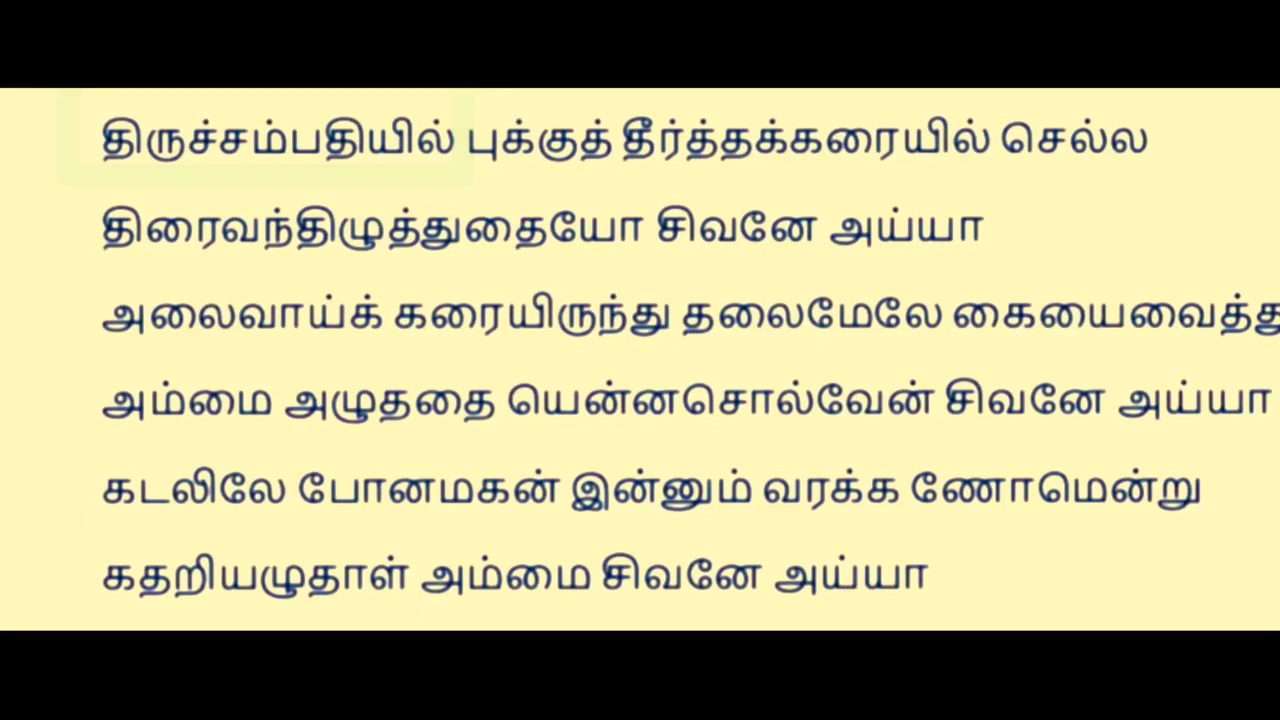 திருச்சம்பதியில் புக்குத் தீர்த்தக்கரையில் செல்ல
திரைவந்திழுத்துதையோ சிவனே அய்யா
அலைவாய்க் கரையிருந்து தலைமேலே கையைவைத்து
அம்மை அழுததை யென்னசொல்வேன் சிவனே அய்யா
கடலிலே போனமகன் இன்னும் வரக்க ணோமென்று
கதறியழுதாள் அம்மை சிவனே அய்யா